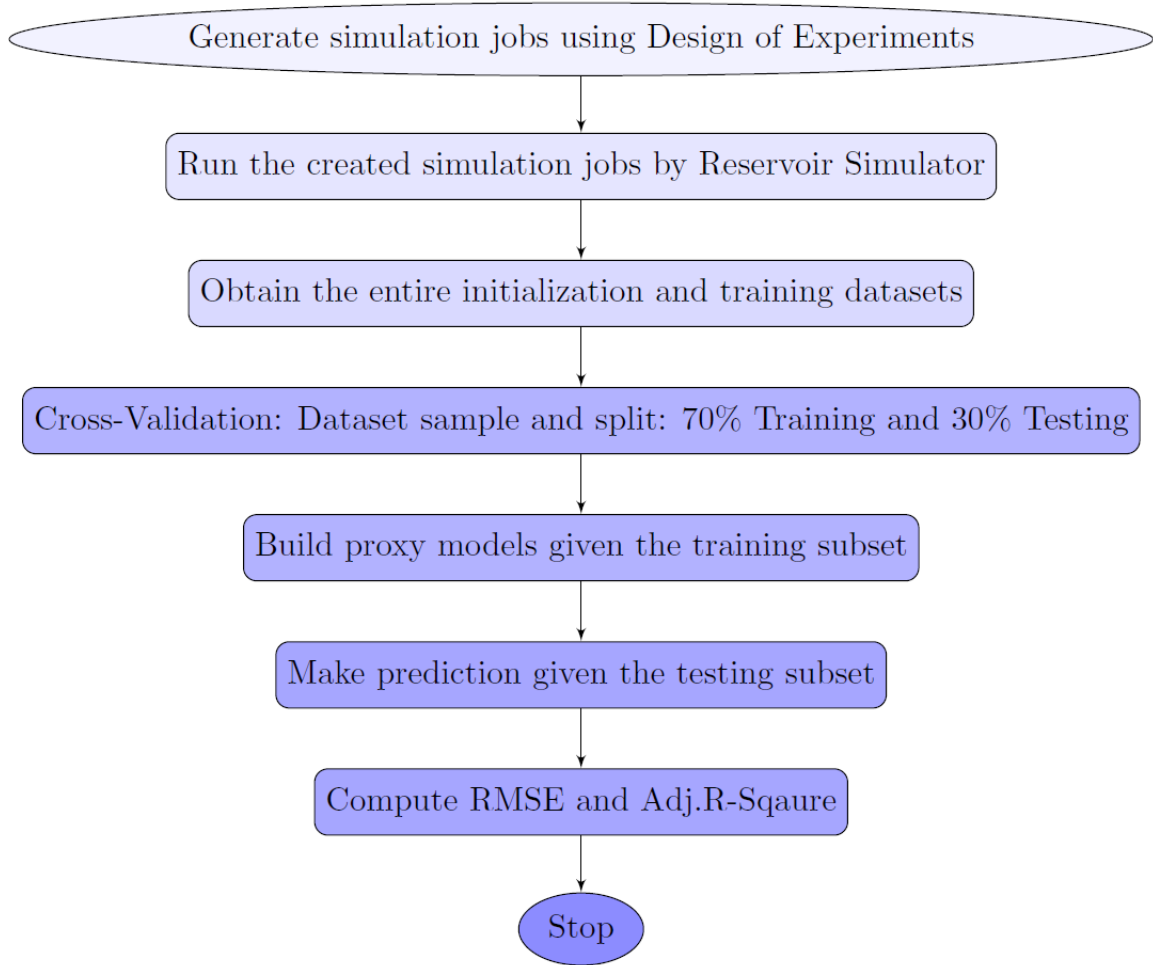 Generate simulation jobs using Design of Experiments
Run the created simulation jobs by Reservoir Simulator
Obtain the entire initialization and training datasets
Cross-Validation: Dataset sample and split: 70% Training and 30% Testing
Build proxy models given the training subset
Make prediction given the testing subset
Compute RMSE and Adj.R-Sqaure
Stop